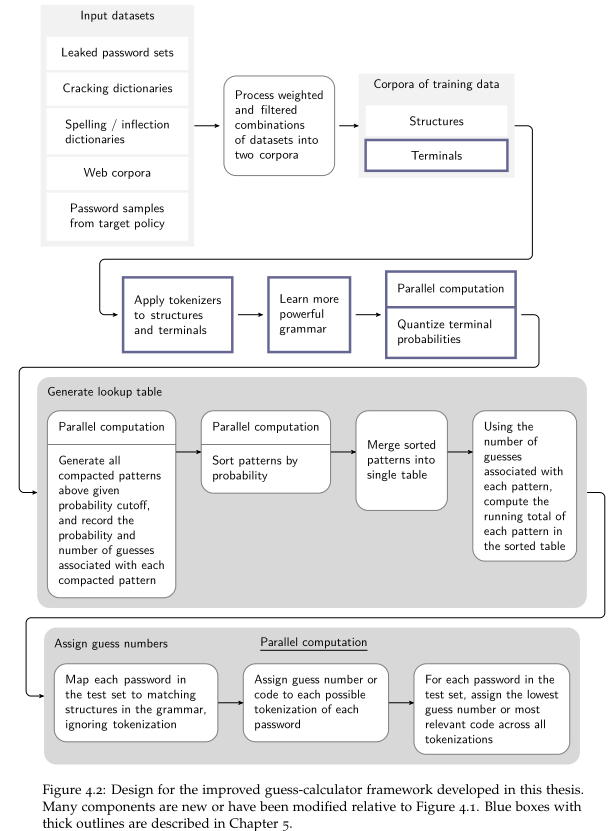 Input datasets
Leaked password sets
Cracking dictionaries
Spelling / inflection
dictionaries
Web corpora
Password samples
from target policy
Process weighted
and filtered
combinations
of datasets into
two corpora
Corpora of training data
Structures
Terminals
Apply tokenizers
to structures
and terminals
Learn more
powerful
grammar
Parallel computation
Quantize terminal
probabilities
Generate lookup table
Parallel computation
Generate all
compacted patterns
above given
probability cutoff,
and record the
probability and
number of guesses
associated with each
compacted pattern
Parallel computation
Sort patterns by
probability
Merge sorted
patterns into
single table
Using the
number of
guesses
associated with
each pattern,
compute the
running total of
each pattern in
the sorted table
Assign guess numbers
Parallel computation
Map each password in
the test set to matching
structures in the grammar,
ignoring tokenization
Assign guess number or
code to each possible
tokenization of each
password
For each password in the
test set, assign the lowest
guess number or most
relevant code across all
tokenizations
Figure 4.2: Design for the improved guess-calculator framework developed in this thesis.
Many components are new or have been modified relative to Figure 4.1. Blue boxes with
thick outlines are described in Chapter 5.